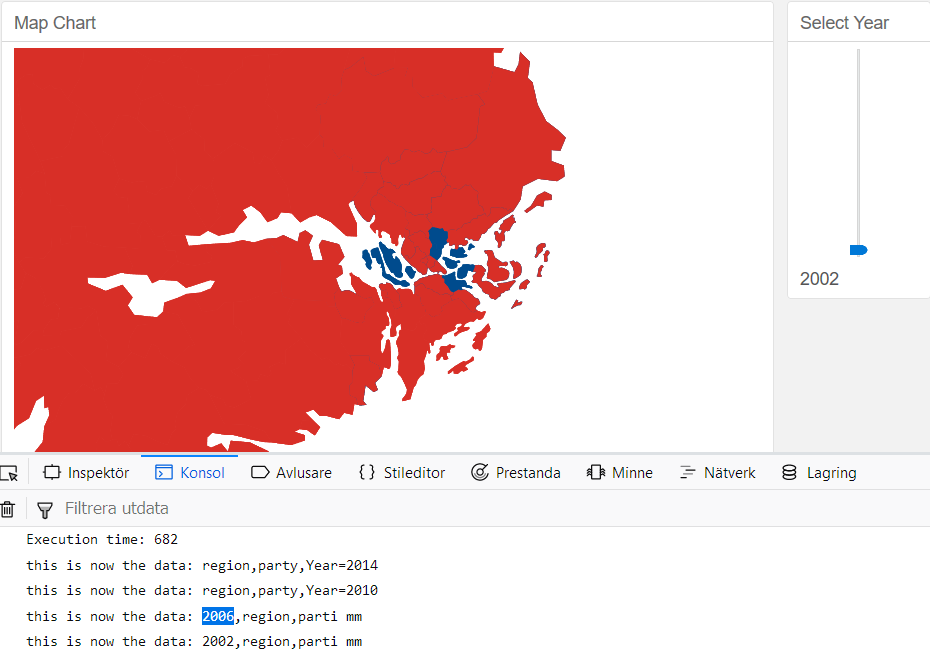 Map Chart
Select Year
2002
Inspektör Konsol Avlusare Stileditor Prestanda Minne Nätverk Lagring
Filtrera utdata
Execution time: 682
this is now the data: region,party,Year=2014
this is now the data: region,party,Year=2010
this is now the data: 2006,region,parti mm
this is now the data: 2002,region,parti mm